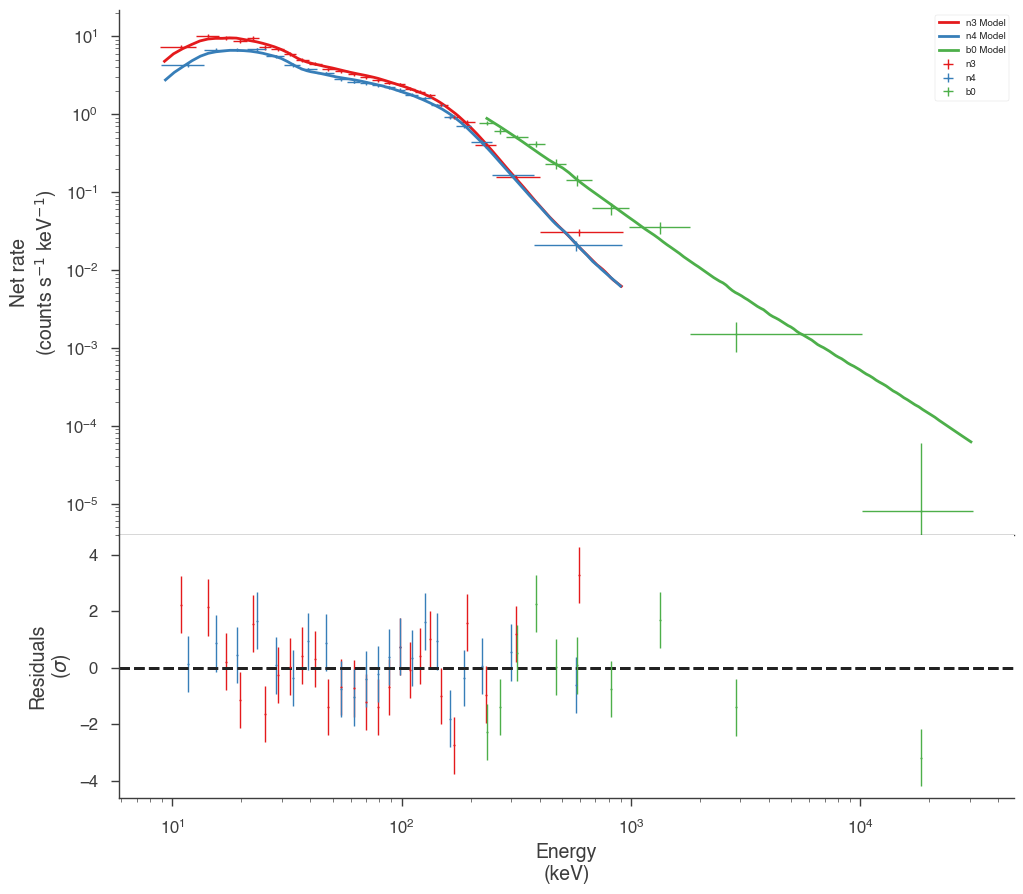 n3 Model
n4 Model
b0 Model
n3
n4
b0
10^1
10^0
10^−1
10^−2
10^−3
10^−4
10^−5
Net rate
(counts s^−1 keV^−1)
4
2
0
−2
−4
Residuals
(σ)
10^1 10^2 10^3 10^4
Energy
(keV)